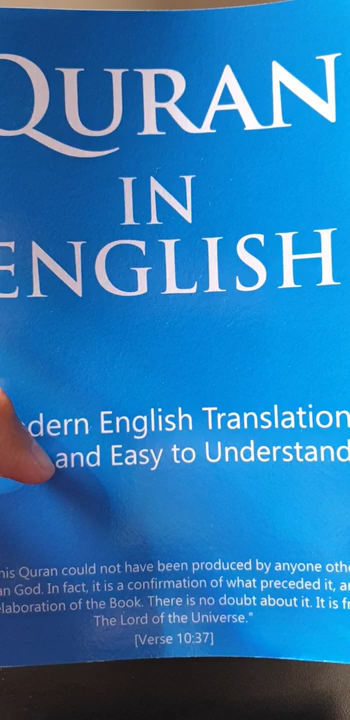 QURAN
IN
ENGLISH
dern English Translation
and Easy to Understand
his Quran could not have been produced by anyone othe
an God. In fact, it is a confirmation of what preceded it, a
laboration of the Book. There is no doubt about it. It is f
The Lord of the Universe."
[Verse 10:37]